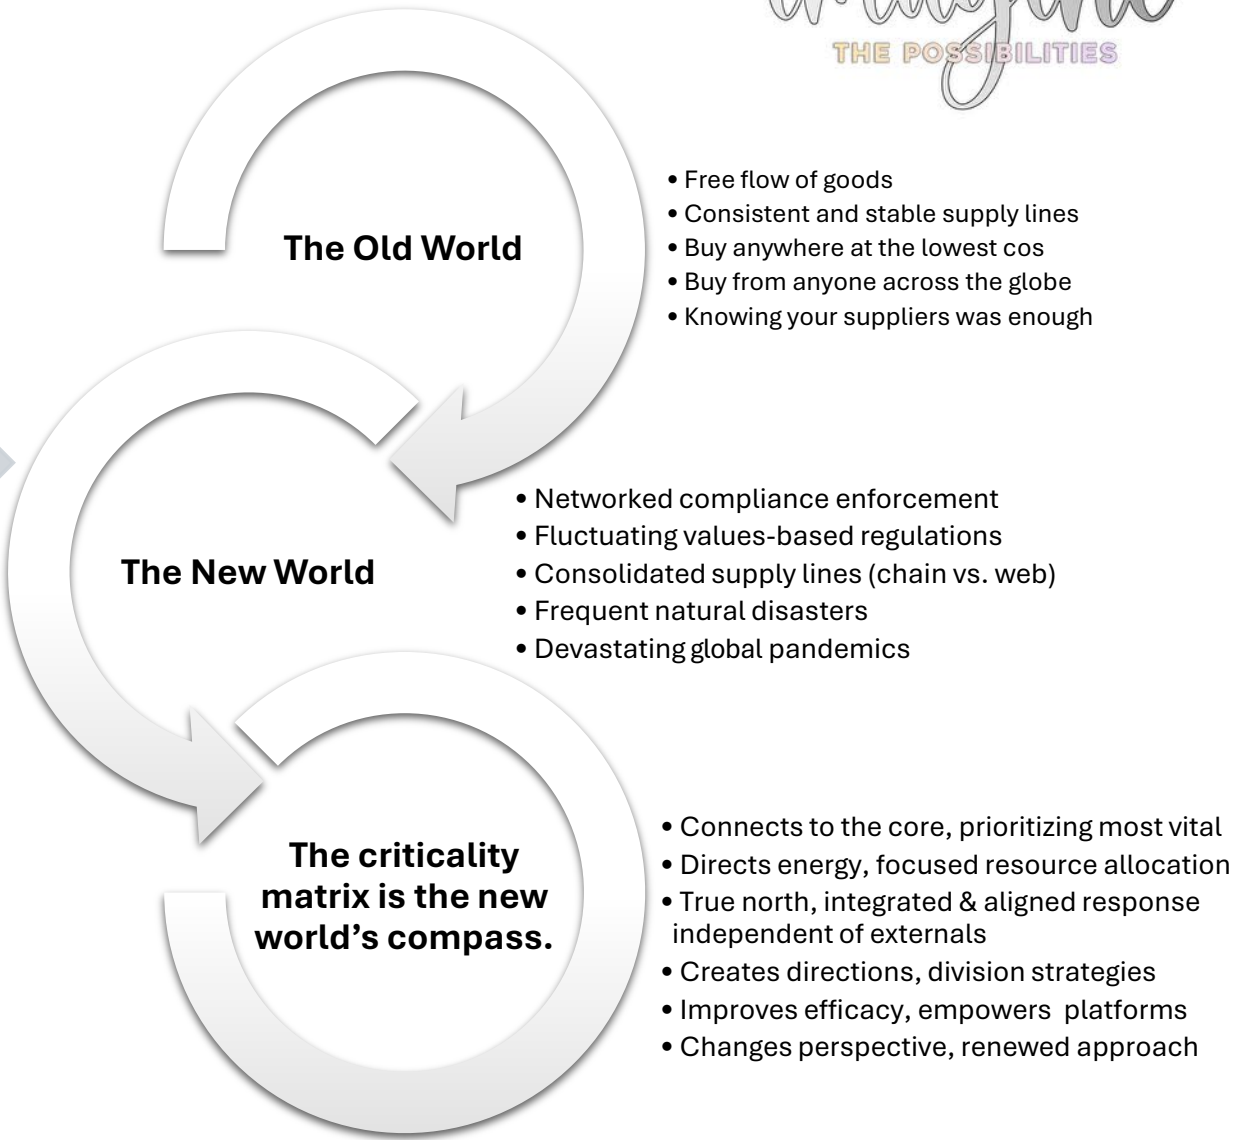 imagine
THE POSSIBILITIES
The Old World
• Free flow of goods
• Consistent and stable supply lines
• Buy anywhere at the lowest cos
• Buy from anyone across the globe
• Knowing your suppliers was enough
The New World
• Networked compliance enforcement
• Fluctuating values-based regulations
• Consolidated supply lines (chain vs. web)
• Frequent natural disasters
• Devastating global pandemics
The criticality
matrix is the new
world’s compass.
• Connects to the core, prioritizing most vital
• Directs energy, focused resource allocation
• True north, integrated & aligned response
independent of externals
• Creates directions, division strategies
• Improves efficacy, empowers platforms
• Changes perspective, renewed approach